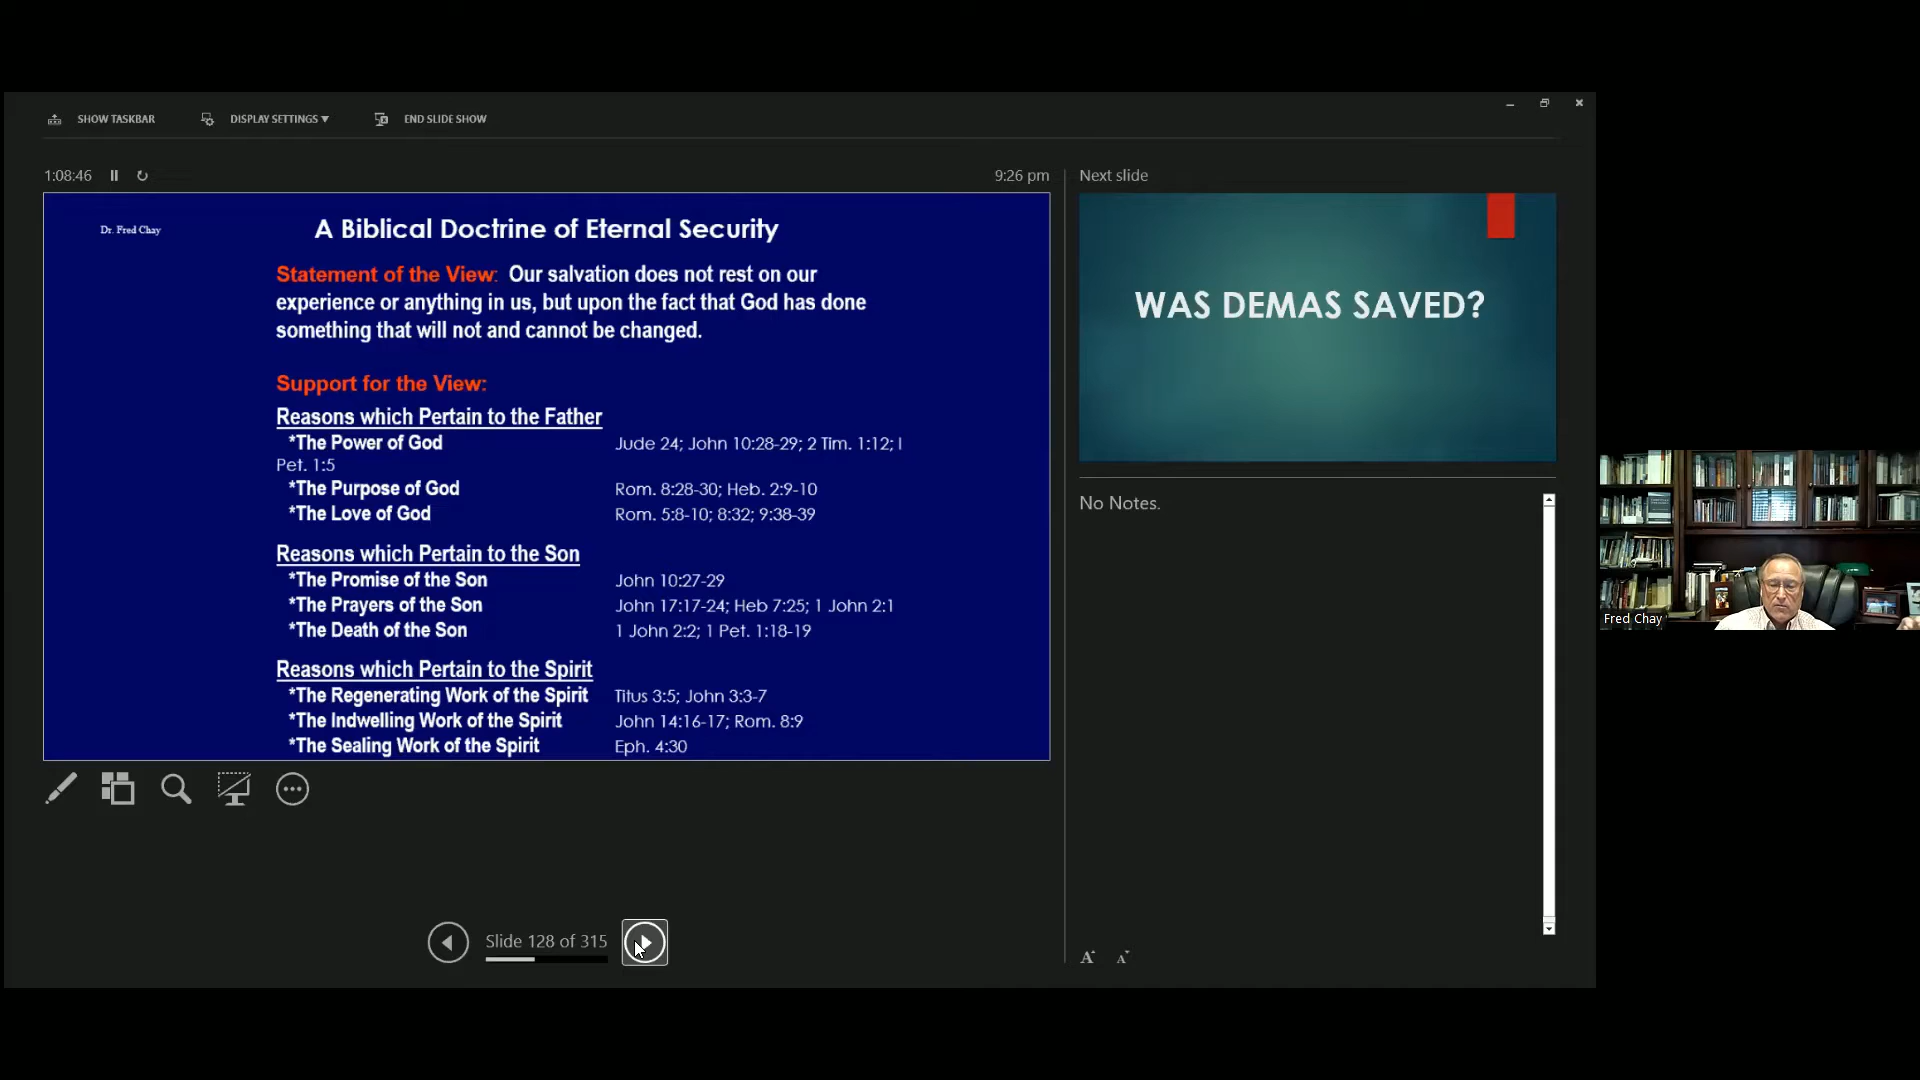 SHOW TASKBAR DISPLAY SETTINGS ▾ END SLIDE SHOW
1:08:46 9:26 pm
Dr. Fred Chay
A Biblical Doctrine of Eternal Security
Statement of the View: Our salvation does not rest on our
experience or anything in us, but upon the fact that God has done
something that will not and cannot be changed.
Support for the View:
Reasons which Pertain to the Father
*The Power of God Jude 24; John 10:28-29; 2 Tim. 1:12; I
Pet. 1:5
*The Purpose of God Rom. 8:28-30; Heb. 2:9-10
*The Love of God Rom. 5:8-10; 8:32; 9:38-39
Reasons which Pertain to the Son
*The Promise of the Son John 10:27-29
*The Prayers of the Son John 17:17-24; Heb 7:25; 1 John 2:1
*The Death of the Son 1 John 2:2; 1 Pet. 1:18-19
Reasons which Pertain to the Spirit
*The Regenerating Work of the Spirit Titus 3:5; John 3:3-7
*The Indwelling Work of the Spirit John 14:16-17; Rom. 8:9
*The Sealing Work of the Spirit Eph. 4:30
Slide 128 of 315
Next slide
WAS DEMAS SAVED?
No Notes.
A A
Fred Chay